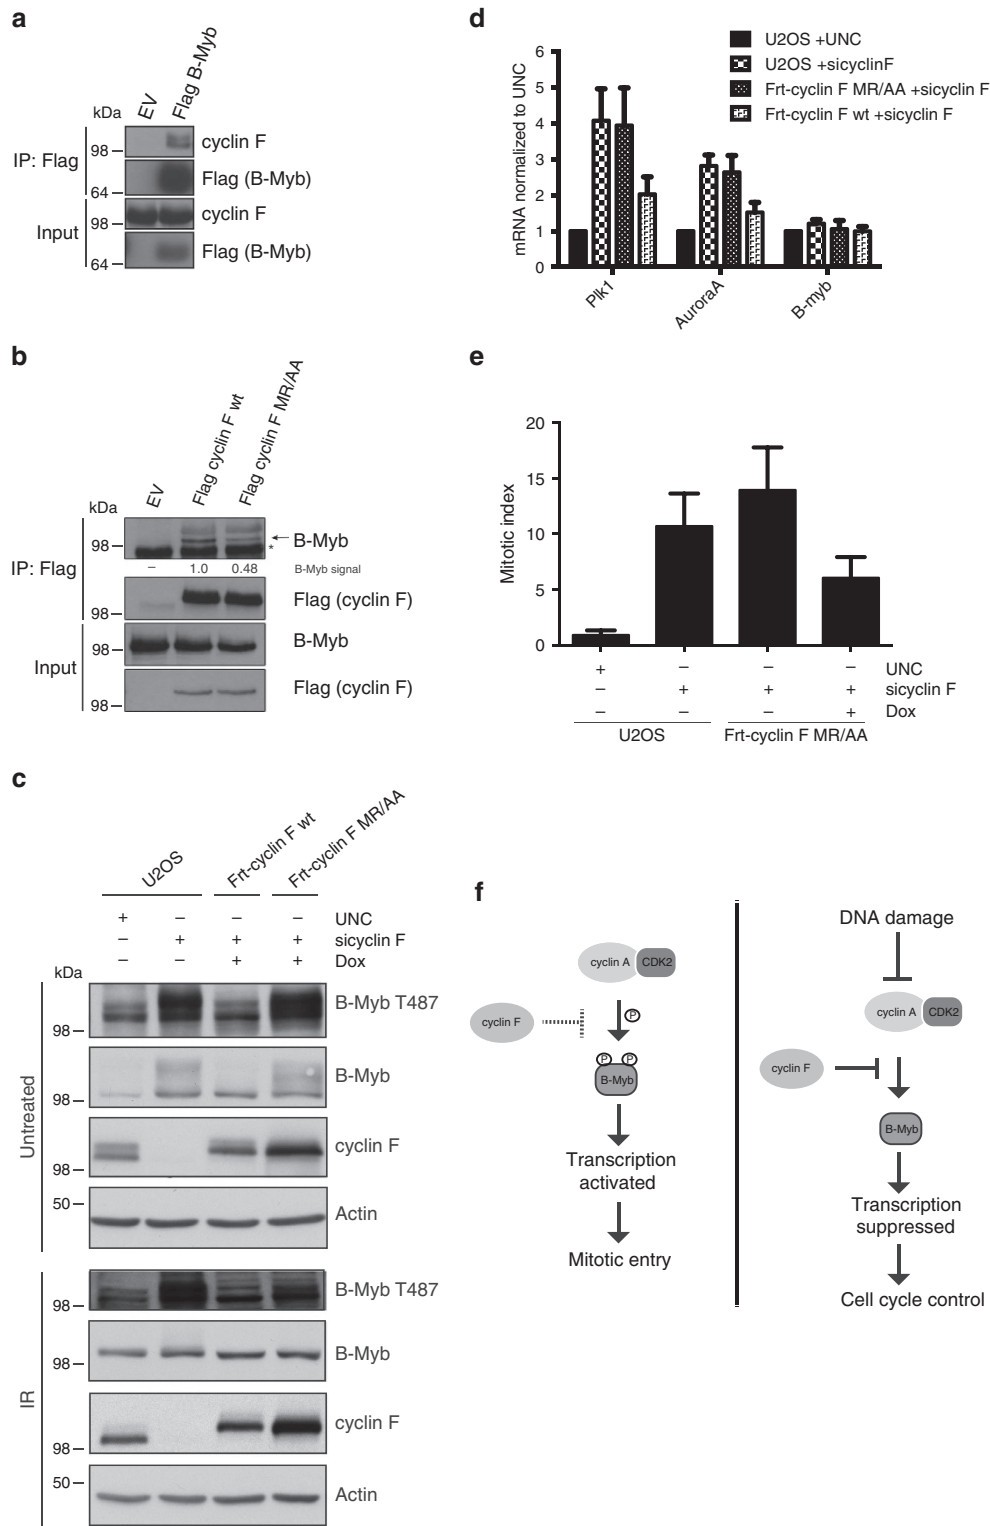 a
kDa
EV
Flag B-Myb
IP: Flag
98
cyclin F
64
Flag (B-Myb)
Input
98
cyclin F
64
Flag (B-Myb)
b
kDa
EV
Flag cyclin F wt
Flag cyclin F MR/AA
IP: Flag
98
B-Myb
*
– 1.0 0.48 B-Myb signal
98
Flag (cyclin F)
Input
98
B-Myb
98
Flag (cyclin F)
c
U2OS
Frt-cyclin F wt
Frt-cyclin F MR/AA
+ – – – UNC
– + + + sicyclin F
– – + + Dox
kDa
Untreated
98
B-Myb T487
98
B-Myb
98
cyclin F
50
Actin
IR
98
B-Myb T487
98
B-Myb
98
cyclin F
50
Actin
d
U2OS +UNC
U2OS +sicyclinF
Frt-cyclin F MR/AA +sicyclin F
Frt-cyclin F wt +sicyclin F
mRNA normalized to UNC
6
5
4
3
2
1
0
Plk1
AuroraA
B-myb
e
Mitotic index
20
15
10
5
0
+ – – – UNC
– + + + sicyclin F
– – – + Dox
U2OS
Frt-cyclin F MR/AA
f
cyclin A
CDK2
cyclin F
P
P P
B-Myb
Transcription
activated
Mitotic entry
DNA damage
cyclin A
CDK2
cyclin F
B-Myb
Transcription
suppressed
Cell cycle control